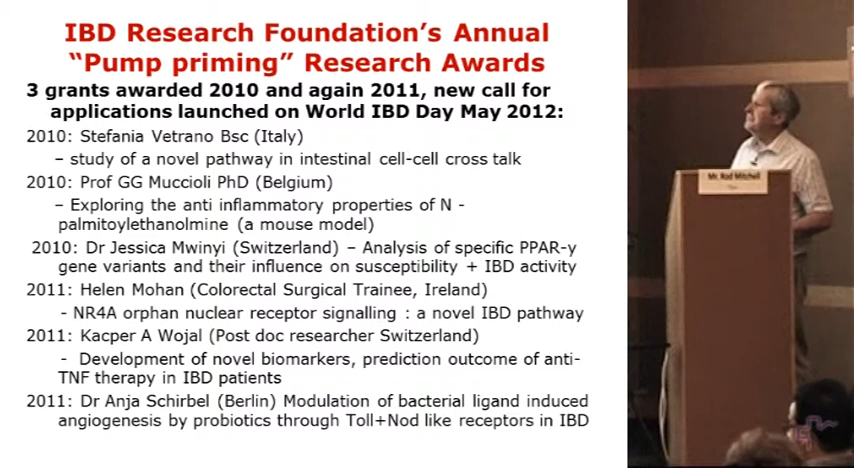 IBD Research Foundation's Annual
“Pump priming” Research Awards
3 grants awarded 2010 and again 2011, new call for
applications launched on World IBD Day May 2012:
2010: Stefania Vetrano Bsc (Italy)
– study of a novel pathway in intestinal cell-cell cross talk
2010: Prof GG Muccioli PhD (Belgium)
– Exploring the anti inflammatory properties of N -
palmitoylethanolmine (a mouse model)
2010: Dr Jessica Mwinyi (Switzerland) – Analysis of specific PPAR-y
gene variants and their influence on susceptibility + IBD activity
2011: Helen Mohan (Colorectal Surgical Trainee, Ireland)
- NR4A orphan nuclear receptor signalling : a novel IBD pathway
2011: Kacper A Wojal (Post doc researcher Switzerland)
- Development of novel biomarkers, prediction outcome of anti-
TNF therapy in IBD patients
2011: Dr Anja Schirbel (Berlin) Modulation of bacterial ligand induced
angiogenesis by probiotics through Toll+Nod like receptors in IBD
Mr. Rod Mitchell